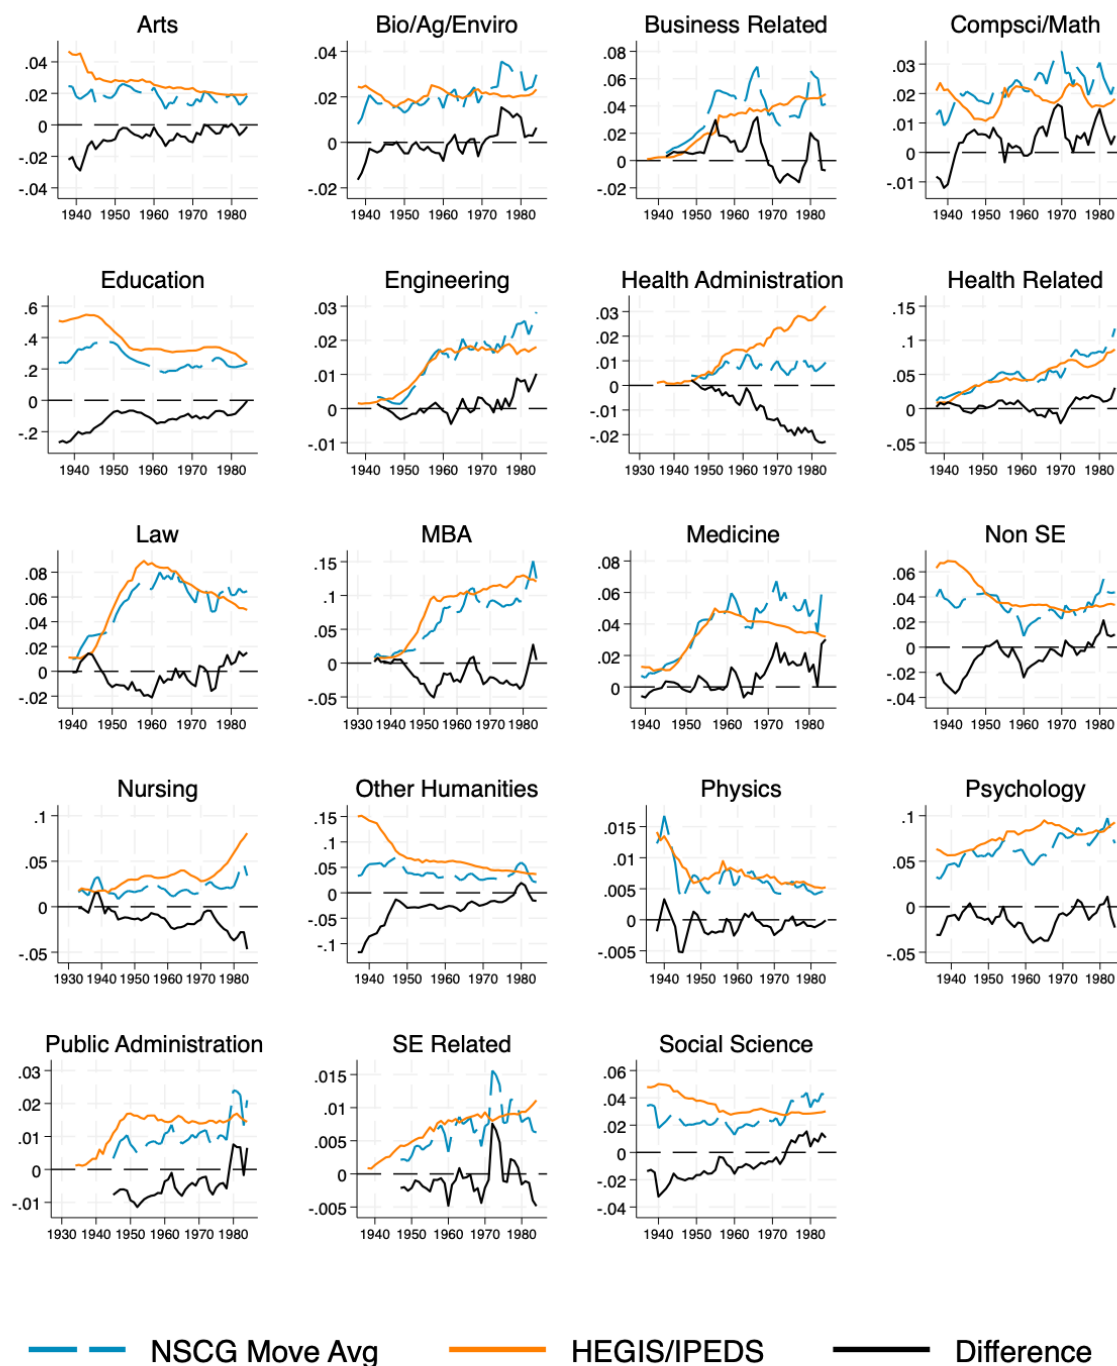 Arts
.04
.02
0
-.02
-.04
1940 1950 1960 1970 1980
Bio/Ag/Enviro
.04
.02
0
-.02
1940 1950 1960 1970 1980
Business Related
.08
.06
.04
.02
0
-.02
1940 1950 1960 1970 1980
Compsci/Math
.03
.02
.01
0
-.01
1940 1950 1960 1970 1980
Education
.6
.4
.2
0
-.2
1940 1950 1960 1970 1980
Engineering
.03
.02
.01
0
-.01
1940 1950 1960 1970 1980
Health Administration
.03
.02
.01
0
-.01
-.02
1930 1940 1950 1960 1970 1980
Health Related
.15
.1
.05
0
-.05
1940 1950 1960 1970 1980
Law
.08
.06
.04
.02
0
-.02
1940 1950 1960 1970 1980
MBA
.15
.1
.05
0
-.05
1930 1940 1950 1960 1970 1980
Medicine
.08
.06
.04
.02
0
1940 1950 1960 1970 1980
Non SE
.06
.04
.02
0
-.02
-.04
1940 1950 1960 1970 1980
Nursing
.1
.05
0
-.05
1930 1940 1950 1960 1970 1980
Other Humanities
.15
.1
.05
0
-.05
-.1
1940 1950 1960 1970 1980
Physics
.015
.01
.005
0
-.005
1940 1950 1960 1970 1980
Psychology
.1
.05
0
-.05
1940 1950 1960 1970 1980
Public Administration
.03
.02
.01
0
-.01
1930 1940 1950 1960 1970 1980
SE Related
.015
.01
.005
0
-.005
1940 1950 1960 1970 1980
Social Science
.06
.04
.02
0
-.02
-.04
1940 1950 1960 1970 1980
NSCG Move Avg HEGIS/IPEDS Difference